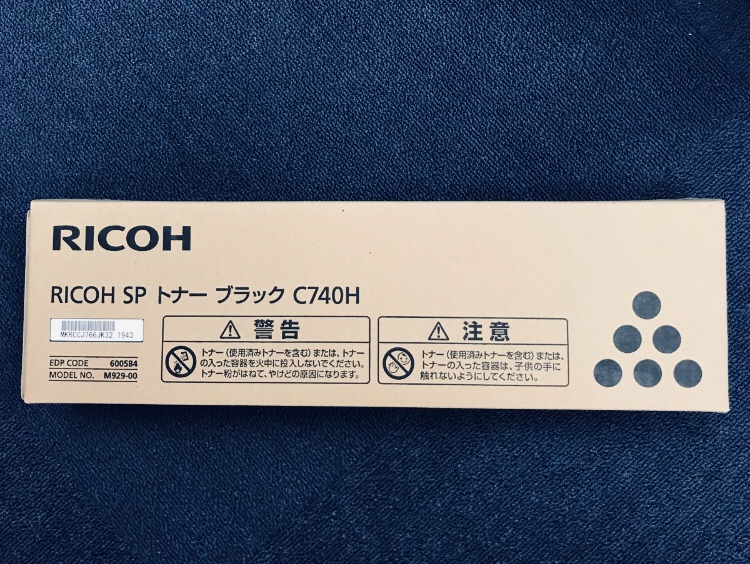 RICOH
RICOH SP トナー ブラック C740H
MKRCCJ766JK32 1943
EDP CODE 600584
MODEL NO. M929-00
警告
トナー(使用済みトナーを含む)または、トナー
の入った容器を火中に投入しないでください。
トナー粉がはねて、やけどの原因になります。
注意
トナー(使用済みトナーを含む)または、トナー
の入った容器は、子供の手に
触れないようにしてください。